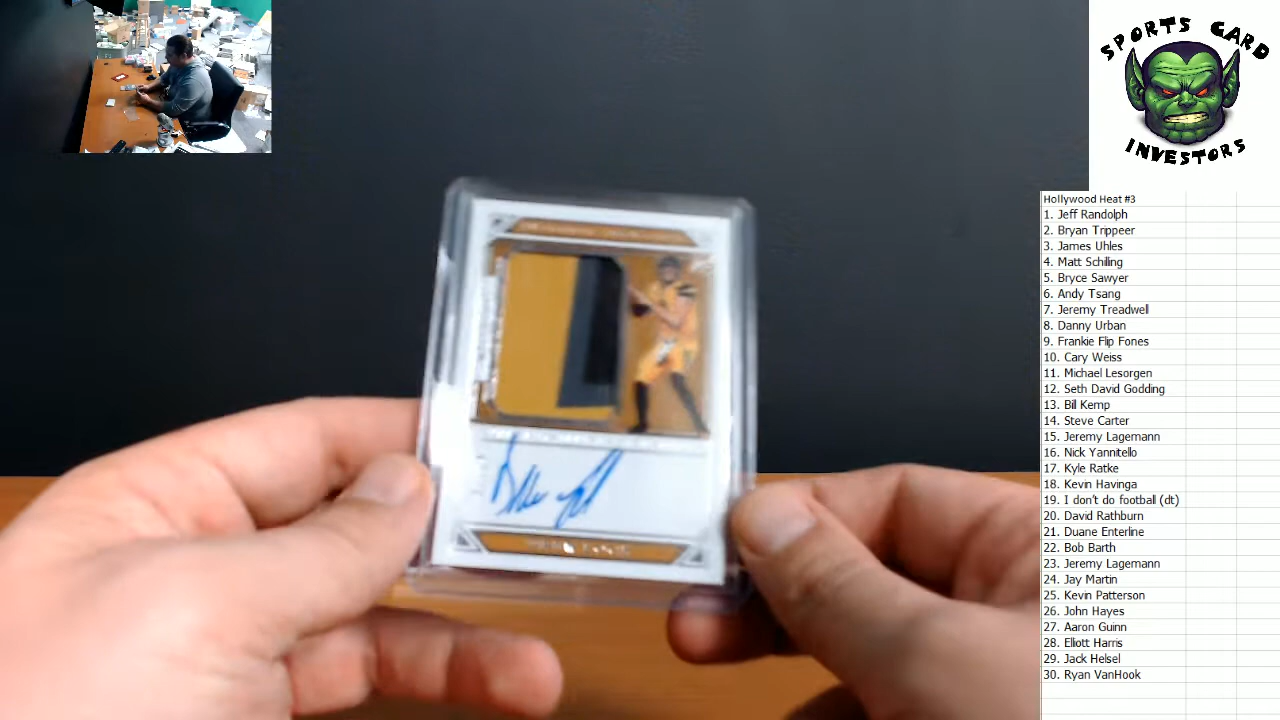 SPORTS CARD
INVESTORS
Hollywood Heat #3
1. Jeff Randolph
2. Bryan Trippeer
3. James Uhles
4. Matt Schiling
5. Bryce Sawyer
6. Andy Tsang
7. Jeremy Treadwell
8. Danny Urban
9. Frankie Flip Fones
10. Cary Weiss
11. Michael Lesorgen
12. Seth David Godding
13. Bill Kemp
14. Steve Carter
15. Jeremy Lagemann
16. Nick Yannitello
17. Kyle Ratke
18. Kevin Havinga
19. I don't do football (dt)
20. David Rathburn
21. Duane Enterline
22. Bob Barth
23. Jeremy Lagemann
24. Jay Martin
25. Kevin Patterson
26. John Hayes
27. Aaron Guinn
28. Eliott Harris
29. Jack Helsel
30. Ryan VanHook